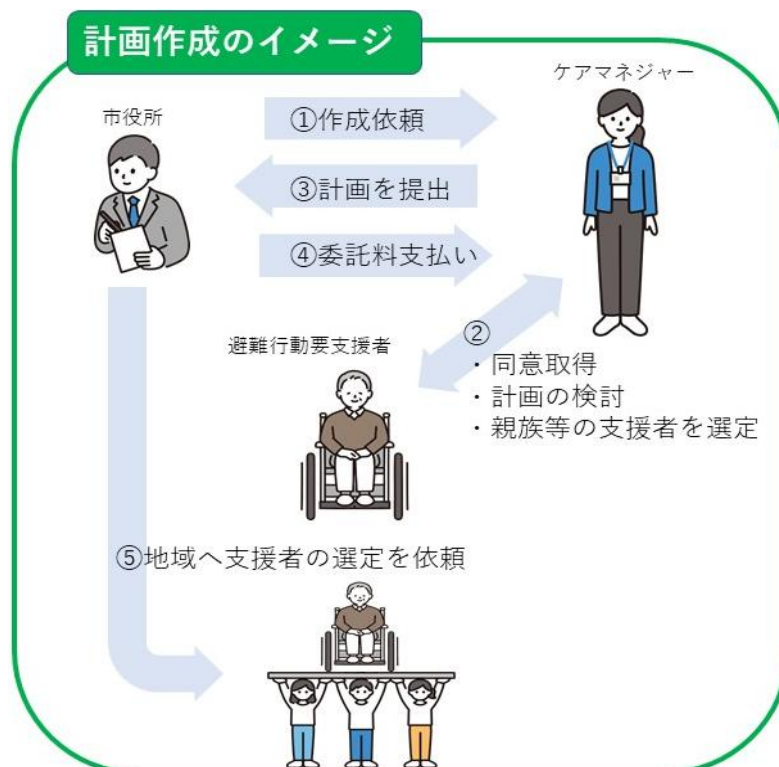 計画作成のイメージ
ケアマネジャー
市役所
①作成依頼
③計画を提出
④委託料支払い
②
・同意取得
・計画の検討
・親族等の支援者を選定
避難行動要支援者
⑤地域へ支援者の選定を依頼